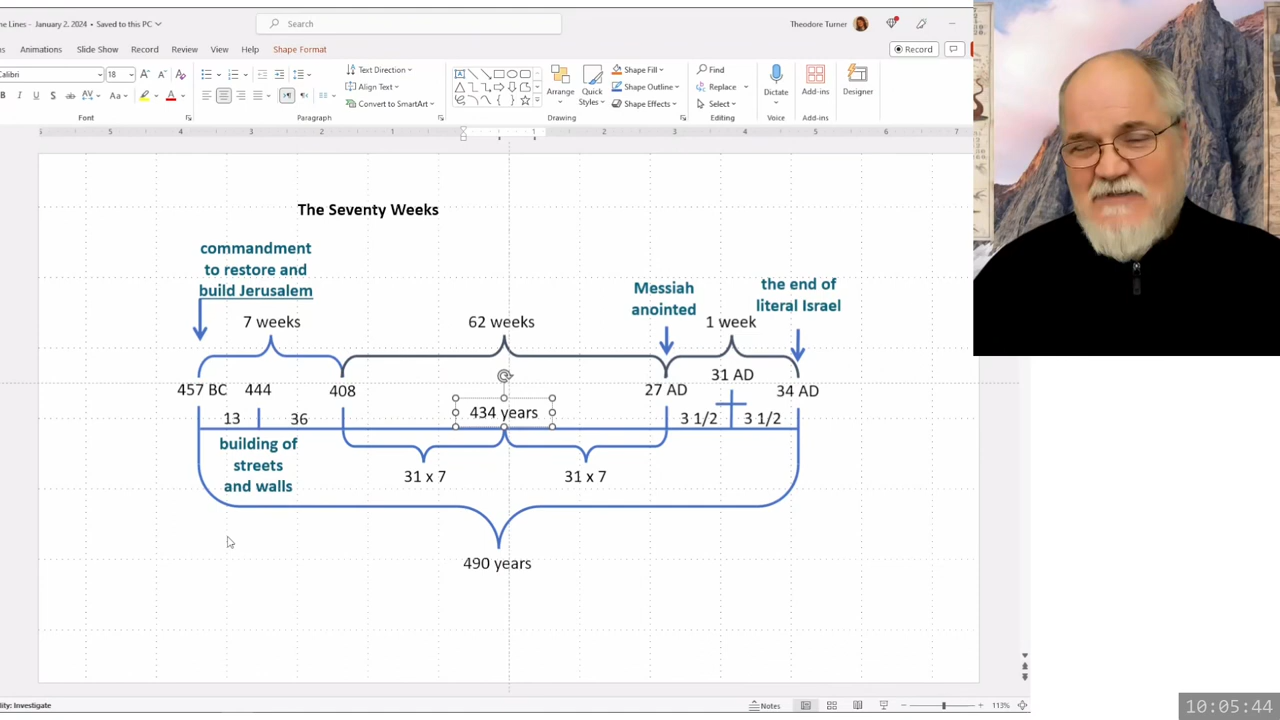 ne Lines - January 2, 2024 • Saved to this PC
Search
Theodore Turner
ns Animations Slide Show Record Review View Help Shape Format
Record
Calibri 18
Text Direction
Align Text
Convert to SmartArt
Arrange
Quick
Styles
Shape Fill
Shape Outline
Shape Effects
Find
Replace
Select
Dictate
Add-ins
Designer
Font
Paragraph
Drawing
Editing
Voice
Add-ins
The Seventy Weeks
commandment
to restore and
build Jerusalem
Messiah
anointed
the end of
literal Israel
7 weeks
62 weeks
1 week
457 BC
444
408
27 AD
31 AD
34 AD
13
36
434 years
3 1/2
3 1/2
building of
streets
and walls
31 x 7
31 x 7
490 years
lity: Investigate
Notes
113%
10:05:44